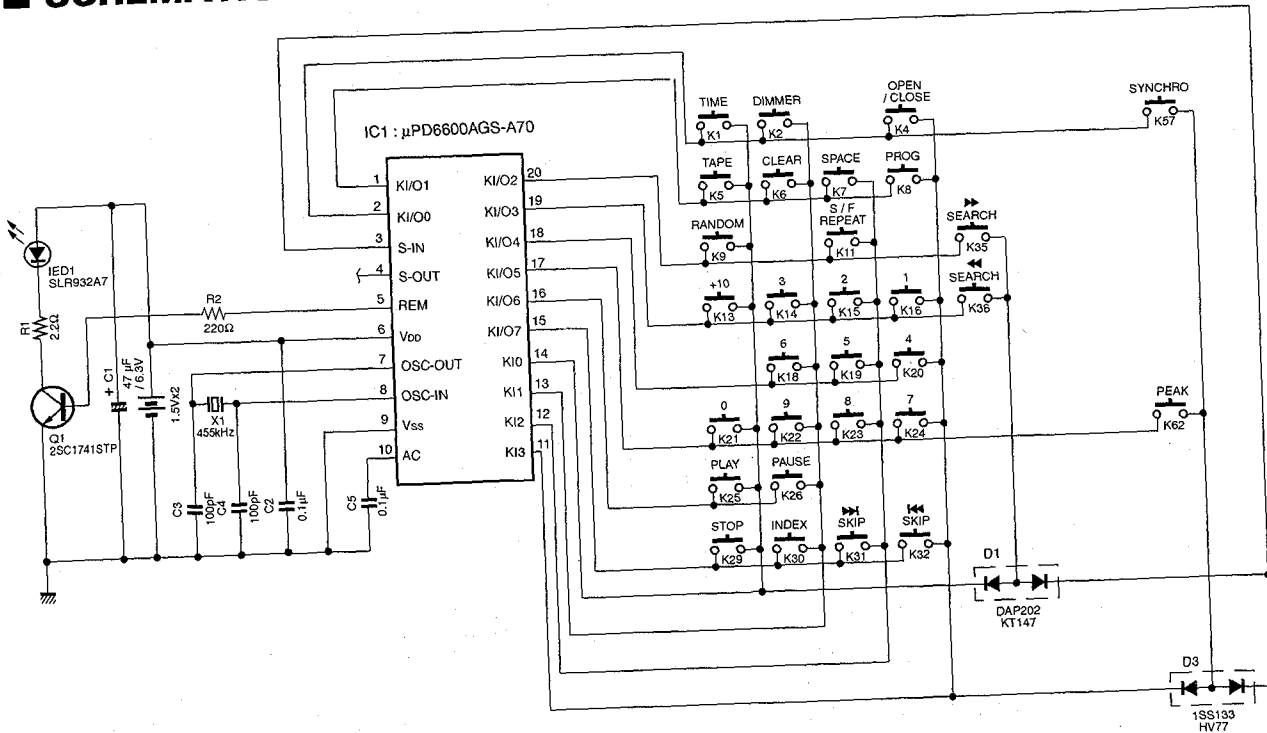 IC1 : µPD6600AGS-A70
1 KI/O1
2 KI/O0
3 S-IN
4 S-OUT
5 REM
6 VDD
7 OSC-OUT
8 OSC-IN
9 Vss
10 AC
KI/O2 20
KI/O3 19
KI/O4 18
KI/O5 17
KI/O6 16
KI/O7 15
KI0 14
KI1 13
KI2 12
KI3 11
IED1
SLR932A7
R1
2.2Ω
R2
220Ω
Q1
2SC1741STP
+ C1
47 µF
/ 6.3V
1.5Vx2
X1
455kHz
C3
100pF
C4
100pF
C2
0.1µF
C5
0.1µF
TIME
K1
DIMMER
K2
OPEN
/ CLOSE
K4
SYNCHRO
K57
TAPE
K5
CLEAR
K6
SPACE
K7
PROG
K8
RANDOM
K9
S / F
REPEAT
K11
SEARCH
K35
SEARCH
K36
+10
K13
3
K14
2
K15
1
K16
6
K18
5
K19
4
K20
0
K21
9
K22
8
K23
7
K24
PEAK
K62
PLAY
K25
PAUSE
K26
STOP
K29
INDEX
K30
SKIP
K31
SKIP
K32
D1
DAP202
KT147
D3
1SS133
HV77